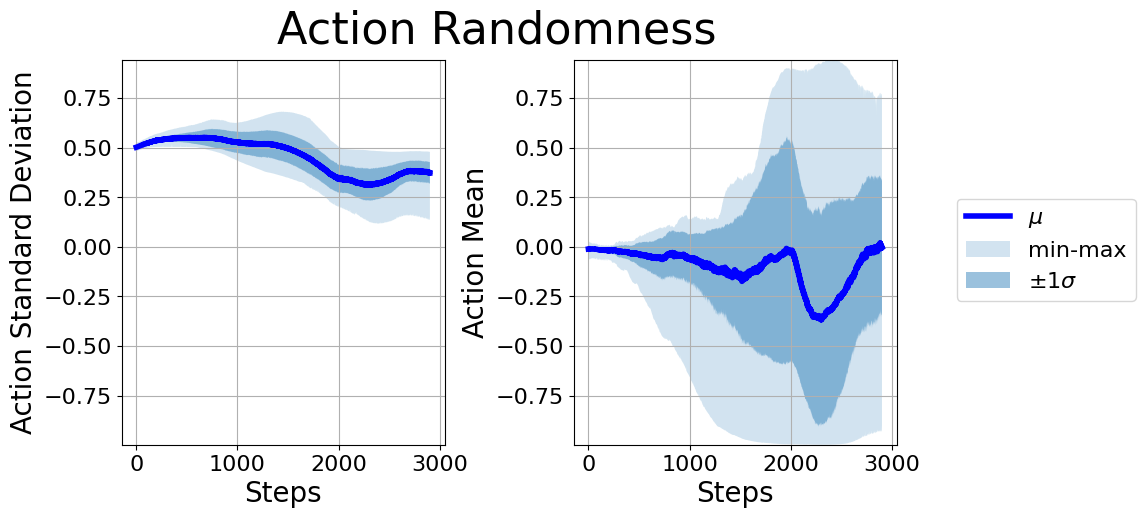 Action Randomness
Action Standard Deviation
0.75
0.50
0.25
0.00
−0.25
−0.50
−0.75
0 1000 2000 3000
Steps
Action Mean
0.75
0.50
0.25
0.00
−0.25
−0.50
−0.75
0 1000 2000 3000
Steps
μ
min-max
±1σ